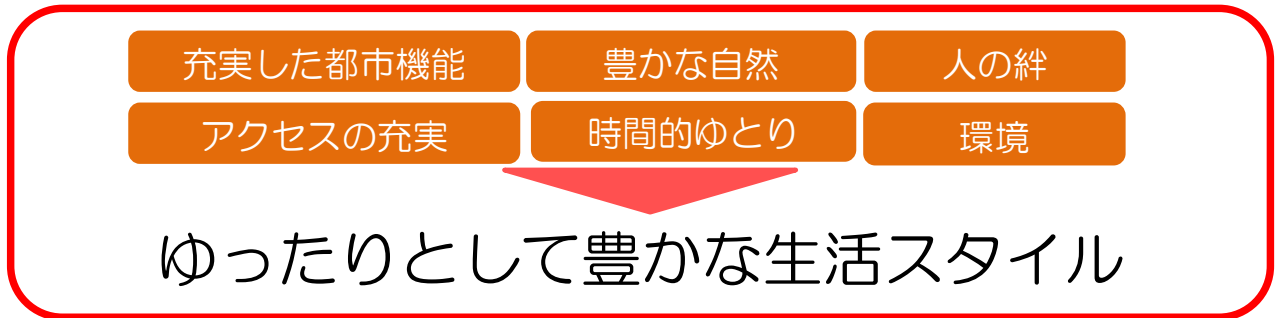 充実した都市機能
豊かな自然
人の絆
アクセスの充実
時間的ゆとり
環境
ゆったりとして豊かな生活スタイル